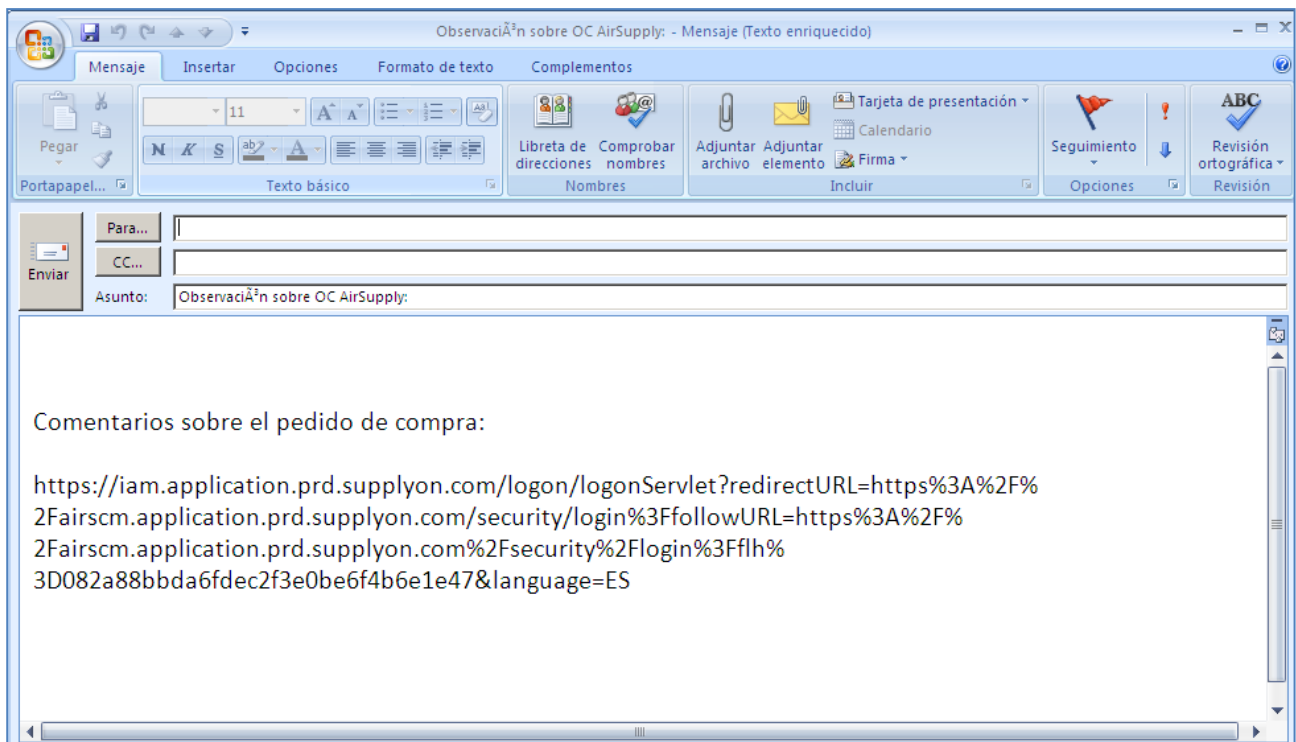 ObservaciÃ³n sobre OC AirSupply: - Mensaje (Texto enriquecido)
Mensaje Insertar Opciones Formato de texto Complementos
Pegar
Portapapel...
11
N K S ab A
Texto básico
Libreta de direcciones
Comprobar nombres
Nombres
Adjuntar archivo
Adjuntar elemento
Tarjeta de presentación
Calendario
Firma
Incluir
Seguimiento
Opciones
ABC
Revisión ortográfica
Revisión
Enviar
Para...
CC...
Asunto: ObservaciÃ³n sobre OC AirSupply:
Comentarios sobre el pedido de compra:
https://iam.application.prd.supplyon.com/logon/logonServlet?redirectURL=https%3A%2F%
2Fairscm.application.prd.supplyon.com/security/login%3FfollowURL=https%3A%2F%
2Fairscm.application.prd.supplyon.com%2Fsecurity%2Flogin%3Fflh%
3D082a88bbda6fdec2f3e0be6f4b6e1e47&language=ES